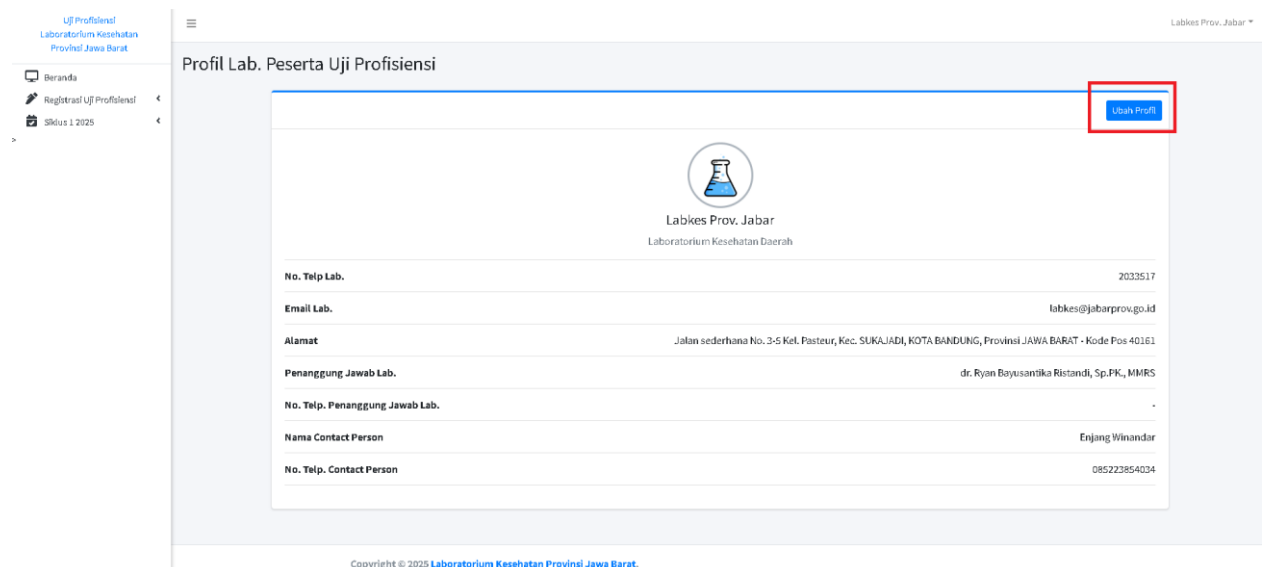 Uji Profisiensi
Laboratorium Kesehatan
Provinsi Jawa Barat
Labkes Prov. Jabar
Beranda
Registrasi Uji Profisiensi
Siklus 1 2025
>
Profil Lab. Peserta Uji Profisiensi
Ubah Profil
Labkes Prov. Jabar
Laboratorium Kesehatan Daerah
No. Telp Lab. 2033517
Email Lab. labkes@jabarprov.go.id
Alamat Jalan sederhana No. 3-5 Kel. Pasteur, Kec. SUKAJADI, KOTA BANDUNG, Provinsi JAWA BARAT - Kode Pos 40161
Penanggung Jawab Lab. dr. Ryan Bayusantika Ristandi, Sp.PK., MMRS
No. Telp. Penanggung Jawab Lab. -
Nama Contact Person Enjang Winandar
No. Telp. Contact Person 085223854034
Copyright © 2025 Laboratorium Kesehatan Provinsi Jawa Barat.